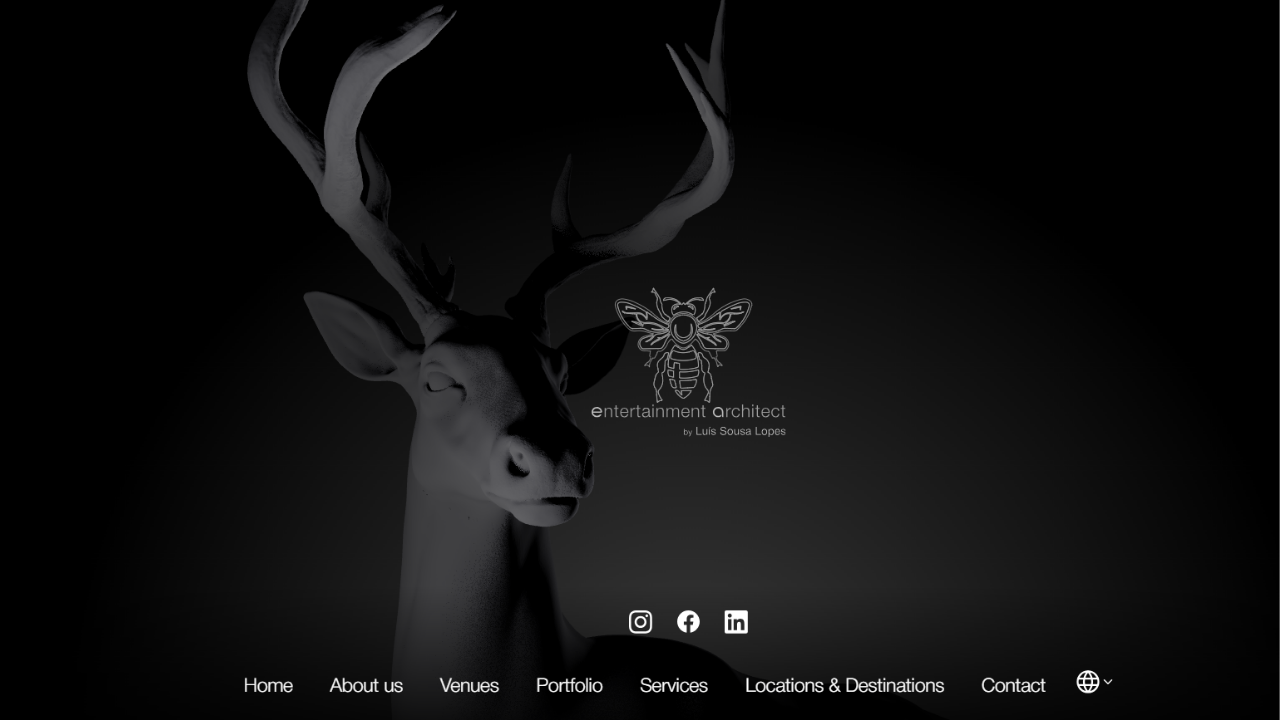 entertainment architect
by Luís Sousa Lopes
Home About us Venues Portfolio Services Locations & Destinations Contact